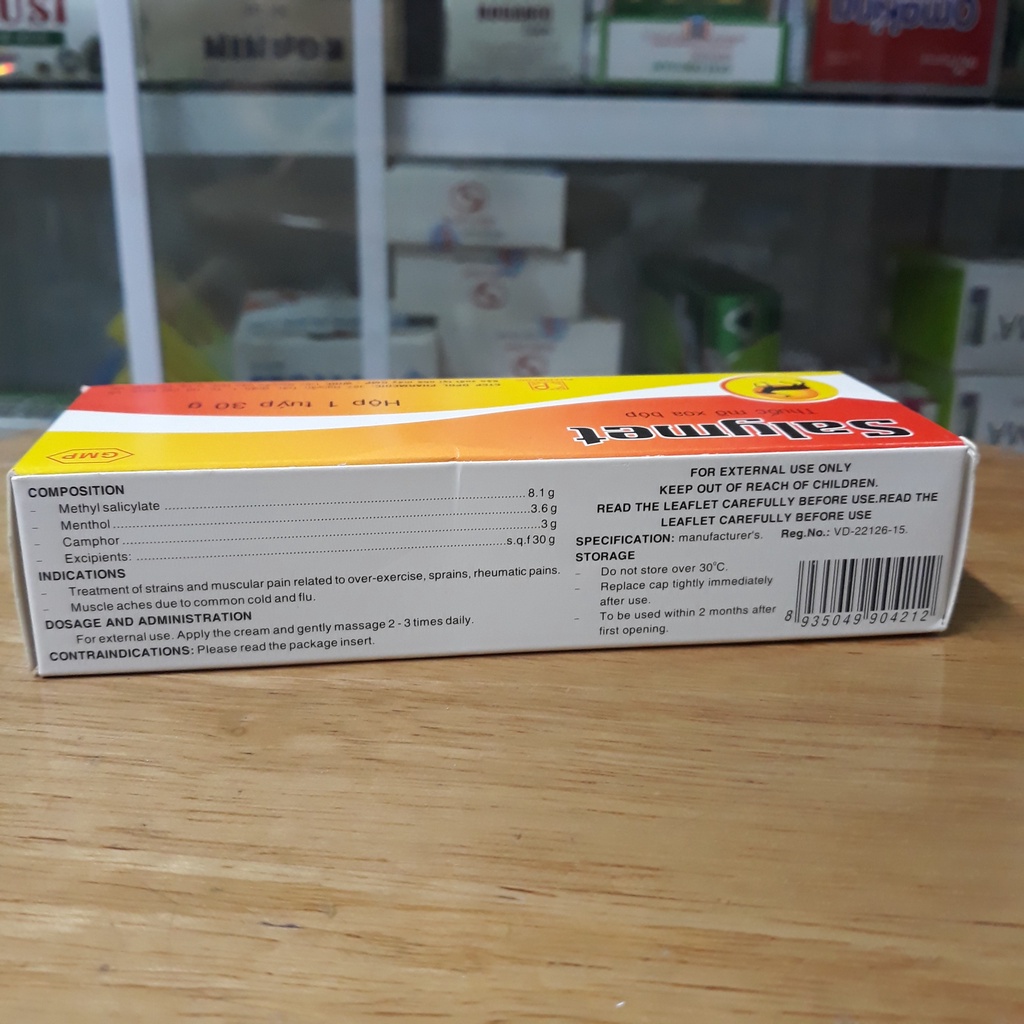 Salymet
Thuốc mỡ xoa bóp
Hộp 1 tuýp 30 g
GMP
COMPOSITION
- Methyl salicylate ........ 8.1 g
- Menthol ........ 3.6 g
- Camphor ........ 3 g
- Excipients: ........ s.q.f 30 g
INDICATIONS
- Treatment of strains and muscular pain related to over-exercise, sprains, rheumatic pains.
- Muscle aches due to common cold and flu.
DOSAGE AND ADMINISTRATION
For external use. Apply the cream and gently massage 2 - 3 times daily.
CONTRAINDICATIONS: Please read the package insert.
FOR EXTERNAL USE ONLY
KEEP OUT OF REACH OF CHILDREN.
READ THE LEAFLET CAREFULLY BEFORE USE.READ THE
LEAFLET CAREFULLY BEFORE USE
SPECIFICATION: manufacturer's. Reg.No.: VD-22126-15.
STORAGE
- Do not store over 30°C.
- Replace cap tightly immediately
after use.
- To be used within 2 months after
first opening.
8 935049 904212